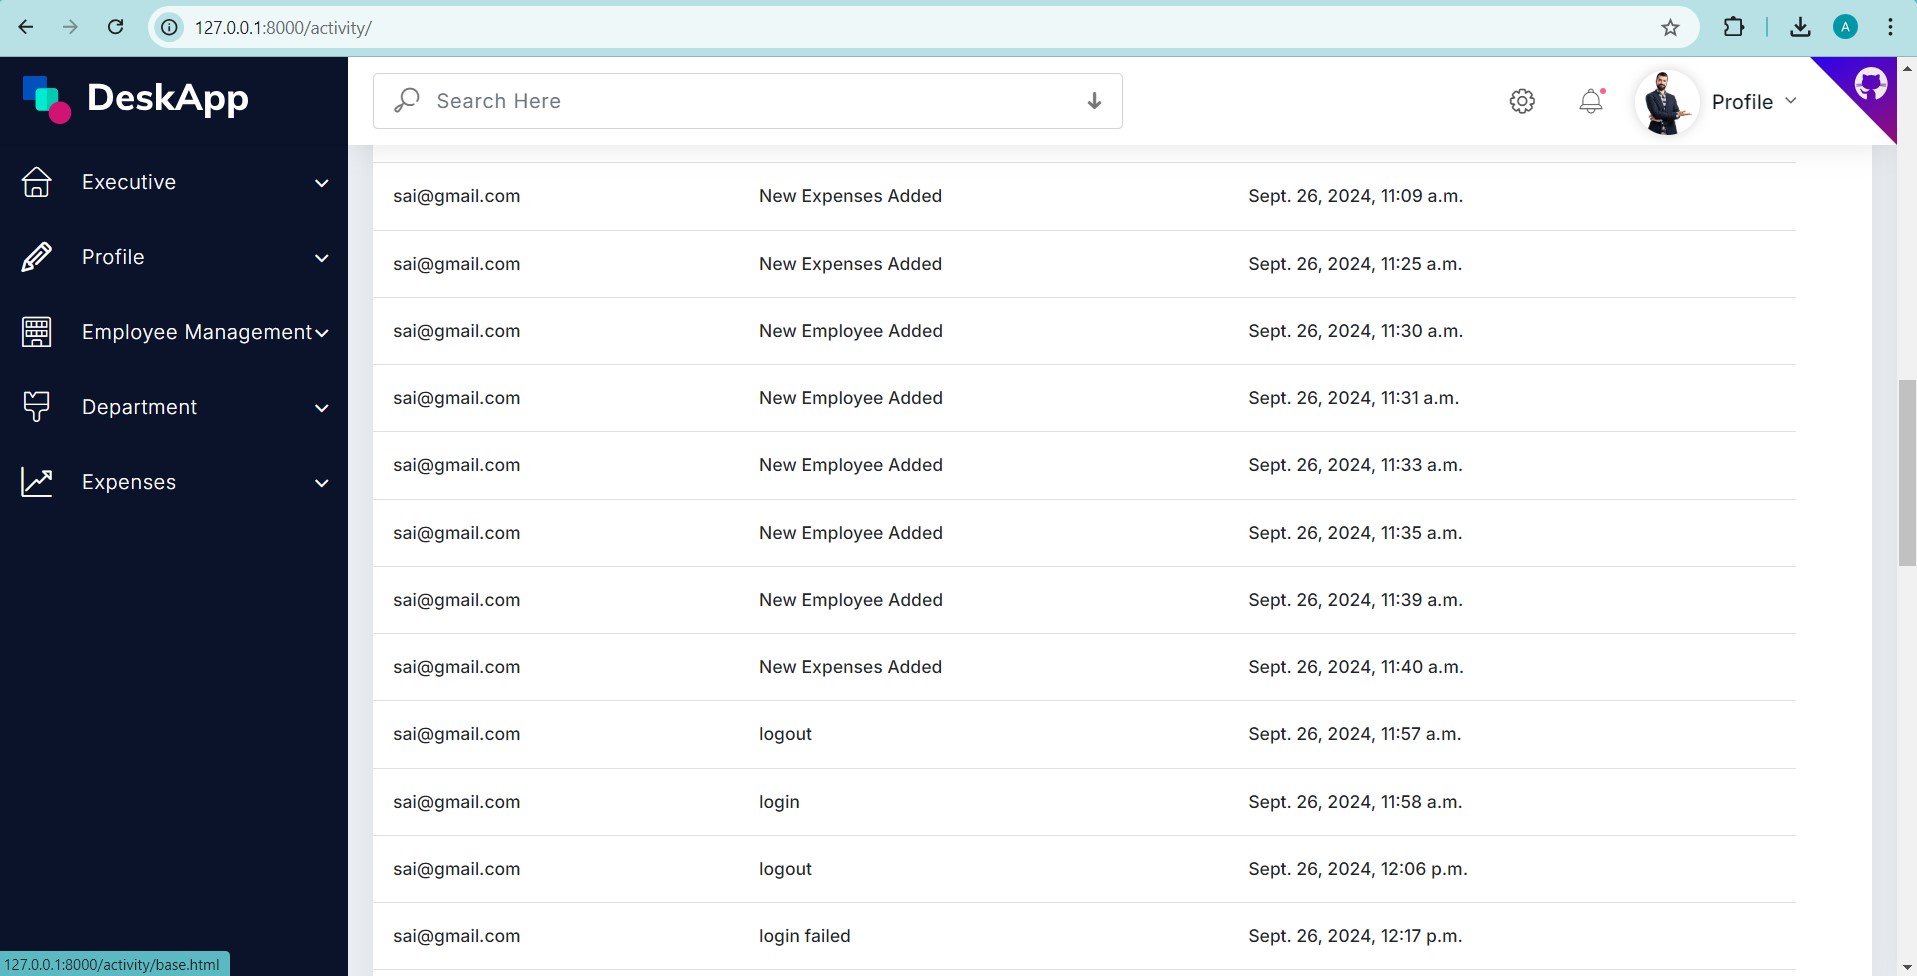 127.0.0.1:8000/activity/
A
DeskApp
Search Here
Profile
Executive
Profile
Employee Management
Department
Expenses
sai@gmail.com New Expenses Added Sept. 26, 2024, 11:09 a.m.
sai@gmail.com New Expenses Added Sept. 26, 2024, 11:25 a.m.
sai@gmail.com New Employee Added Sept. 26, 2024, 11:30 a.m.
sai@gmail.com New Employee Added Sept. 26, 2024, 11:31 a.m.
sai@gmail.com New Employee Added Sept. 26, 2024, 11:33 a.m.
sai@gmail.com New Employee Added Sept. 26, 2024, 11:35 a.m.
sai@gmail.com New Employee Added Sept. 26, 2024, 11:39 a.m.
sai@gmail.com New Expenses Added Sept. 26, 2024, 11:40 a.m.
sai@gmail.com logout Sept. 26, 2024, 11:57 a.m.
sai@gmail.com login Sept. 26, 2024, 11:58 a.m.
sai@gmail.com logout Sept. 26, 2024, 12:06 p.m.
sai@gmail.com login failed Sept. 26, 2024, 12:17 p.m.
127.0.0.1:8000/activity/base.html